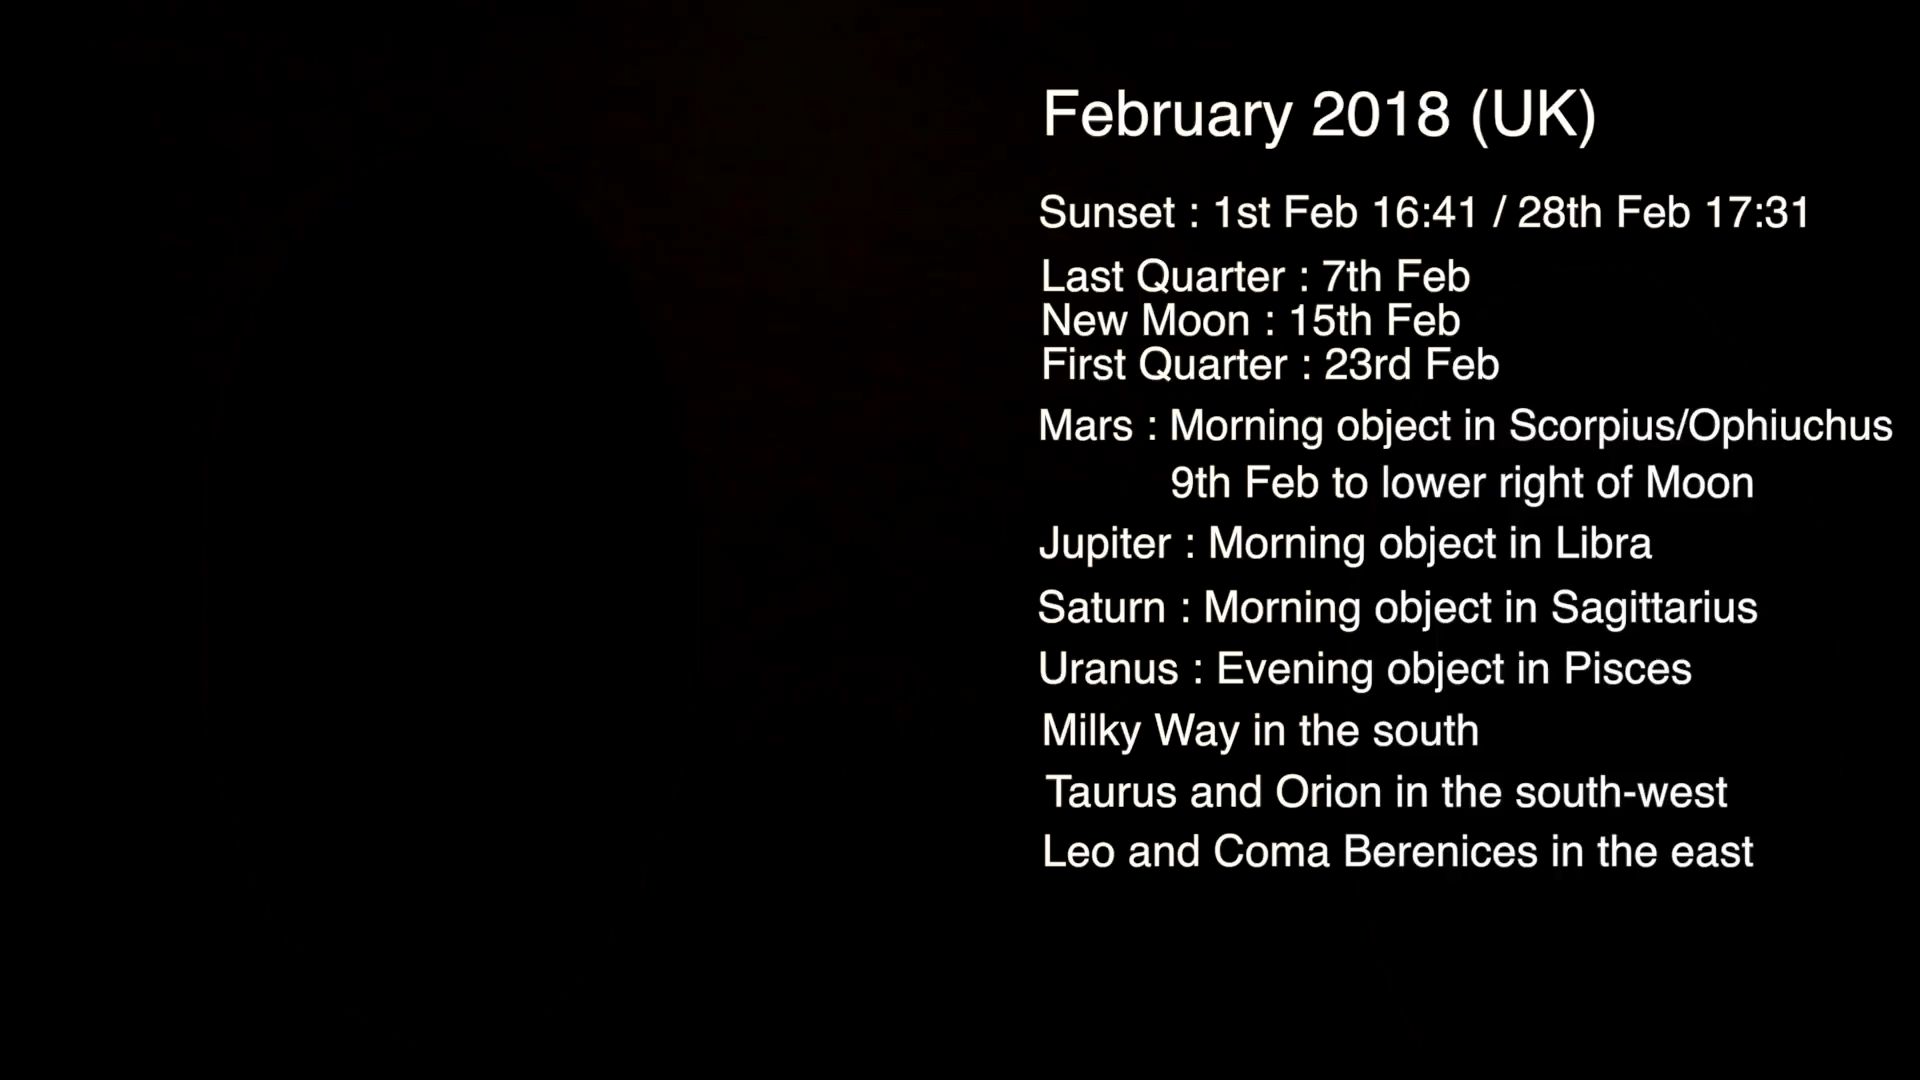 February 2018 (UK)
Sunset : 1st Feb 16:41 / 28th Feb 17:31
Last Quarter : 7th Feb
New Moon : 15th Feb
First Quarter : 23rd Feb
Mars : Morning object in Scorpius/Ophiuchus
9th Feb to lower right of Moon
Jupiter : Morning object in Libra
Saturn : Morning object in Sagittarius
Uranus : Evening object in Pisces
Milky Way in the south
Taurus and Orion in the south-west
Leo and Coma Berenices in the east